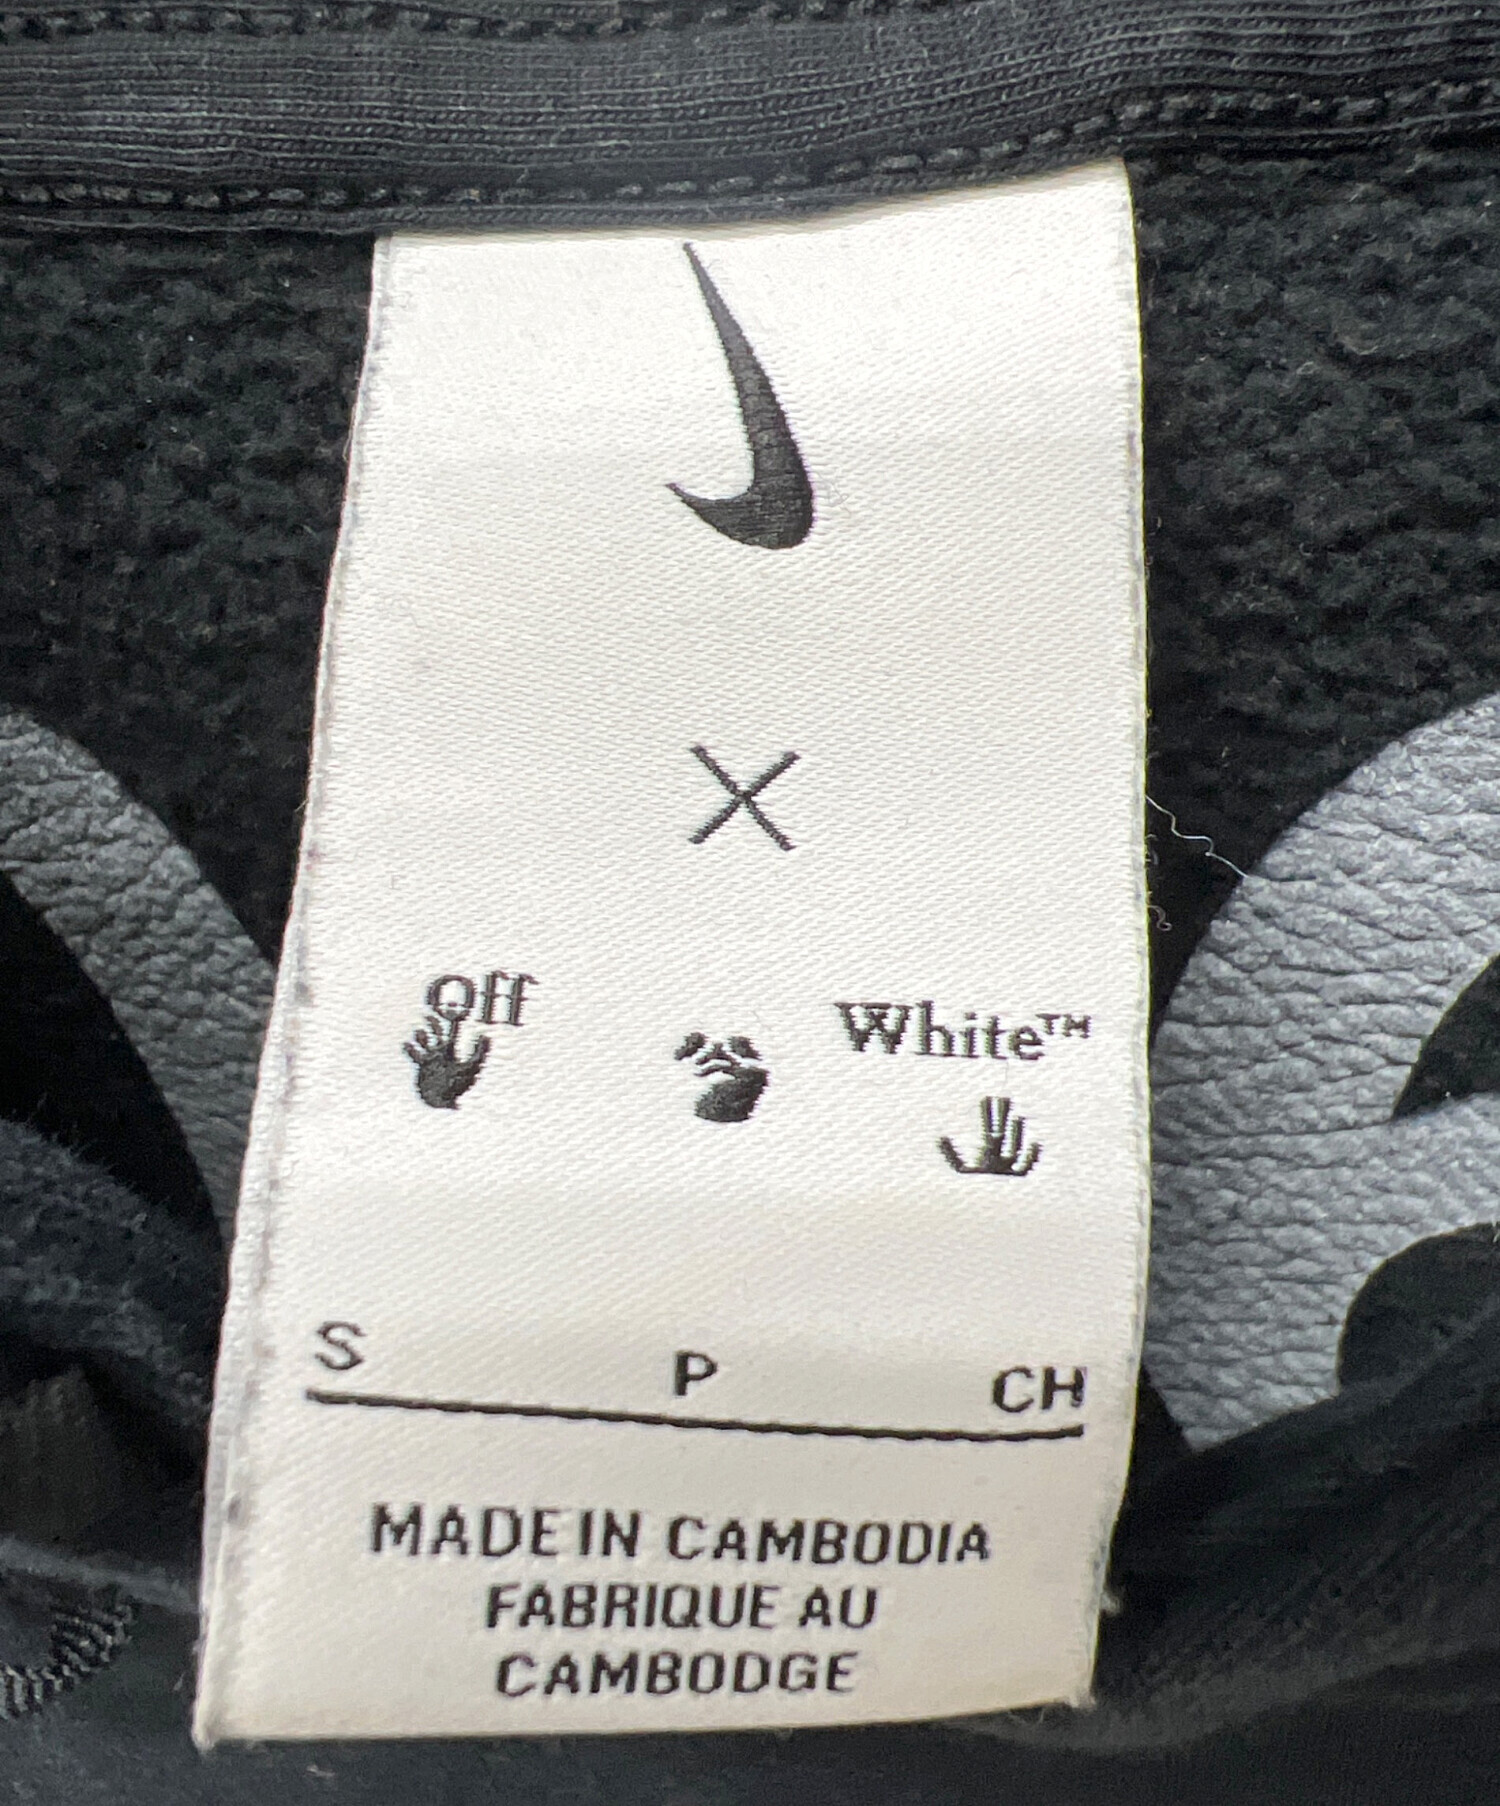 ×
Off White™
S P CH
MADE IN CAMBODIA
FABRIQUE AU
CAMBODGE